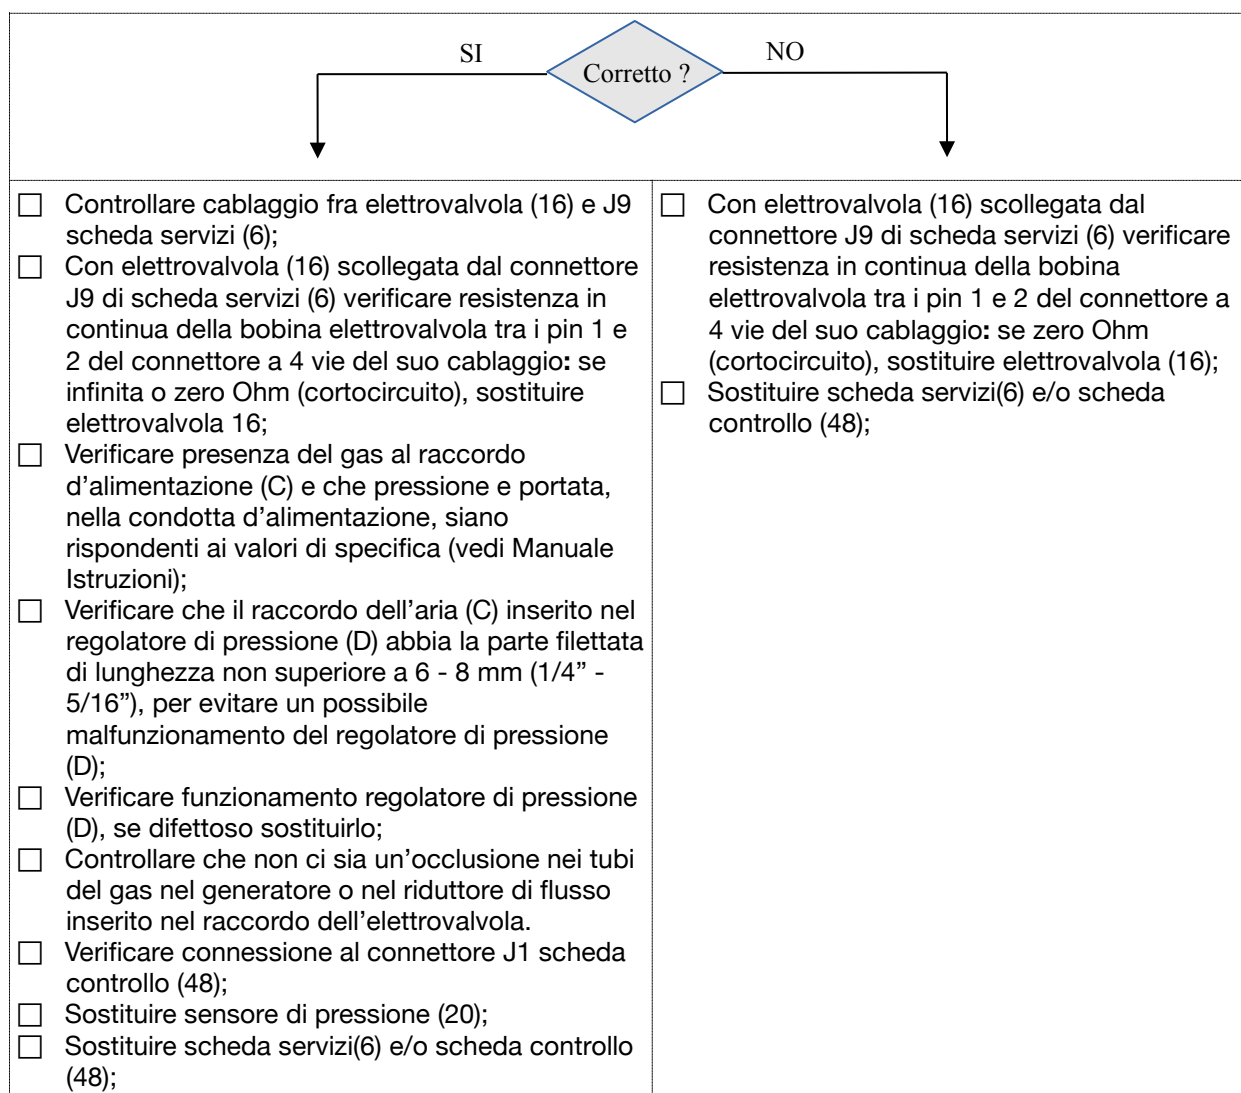 SI
Corretto ?
NO
☐ Controllare cablaggio fra elettrovalvola (16) e J9
scheda servizi (6);
☐ Con elettrovalvola (16) scollegata dal connettore
J9 di scheda servizi (6) verificare resistenza in
continua della bobina elettrovalvola tra i pin 1 e
2 del connettore a 4 vie del suo cablaggio: se
infinita o zero Ohm (cortocircuito), sostituire
elettrovalvola 16;
☐ Verificare presenza del gas al raccordo
d’alimentazione (C) e che pressione e portata,
nella condotta d’alimentazione, siano
rispondenti ai valori di specifica (vedi Manuale
Istruzioni);
☐ Verificare che il raccordo dell’aria (C) inserito nel
regolatore di pressione (D) abbia la parte filettata
di lunghezza non superiore a 6 - 8 mm (1/4” -
5/16”), per evitare un possibile
malfunzionamento del regolatore di pressione
(D);
☐ Verificare funzionamento regolatore di pressione
(D), se difettoso sostituirlo;
☐ Controllare che non ci sia un’occlusione nei tubi
del gas nel generatore o nel riduttore di flusso
inserito nel raccordo dell’elettrovalvola.
☐ Verificare connessione al connettore J1 scheda
controllo (48);
☐ Sostituire sensore di pressione (20);
☐ Sostituire scheda servizi(6) e/o scheda controllo
(48);
☐ Con elettrovalvola (16) scollegata dal
connettore J9 di scheda servizi (6) verificare
resistenza in continua della bobina
elettrovalvola tra i pin 1 e 2 del connettore a
4 vie del suo cablaggio: se zero Ohm
(cortocircuito), sostituire elettrovalvola (16);
☐ Sostituire scheda servizi(6) e/o scheda
controllo (48);